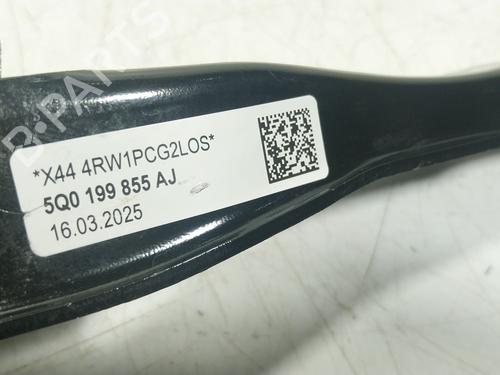 *X44 4RW1PCG2LOS*
5Q0 199 855 AJ
16.03.2025
B-PARTS